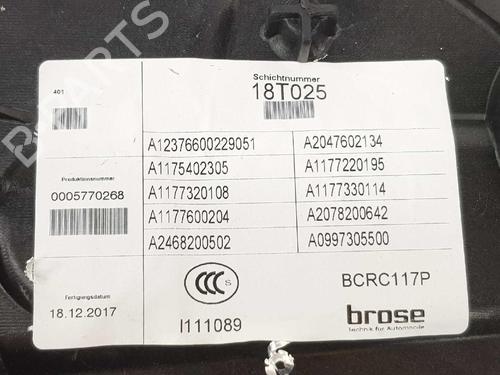 B-PARTS
401
Schichtnummer
18T025
A12376600229051 A2047602134
A1175402305 A1177220195
Produktionsnummer
0005770268
A1177320108 A1177330114
A1177600204 A2078200642
A2468200502 A0997305500
Fertigungsdatum
18.12.2017
CCC S
I111089
BCRC117P
brose
Technik für Automobile